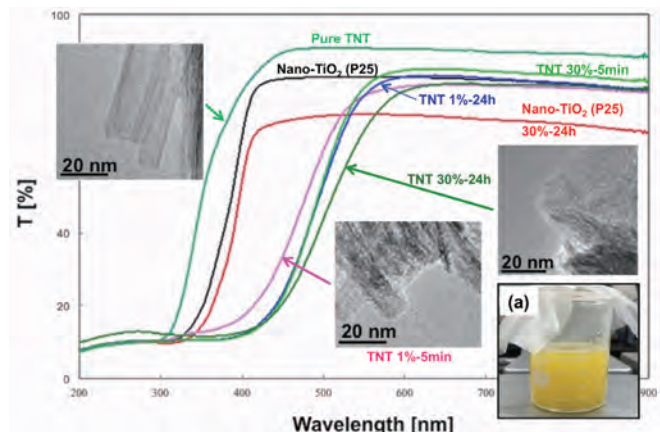 100
Pure TNT
Nano-TiO₂ (P25)
TNT 30%-5min
TNT 1%-24h
Nano-TiO₂ (P25)
30%-24h
20 nm
TNT 30%-24h
T [%]
40
20 nm
20
(a)
20 nm
TNT 1%-5min
0
200
300
400
500
600
700
900
Wavelength [nm]